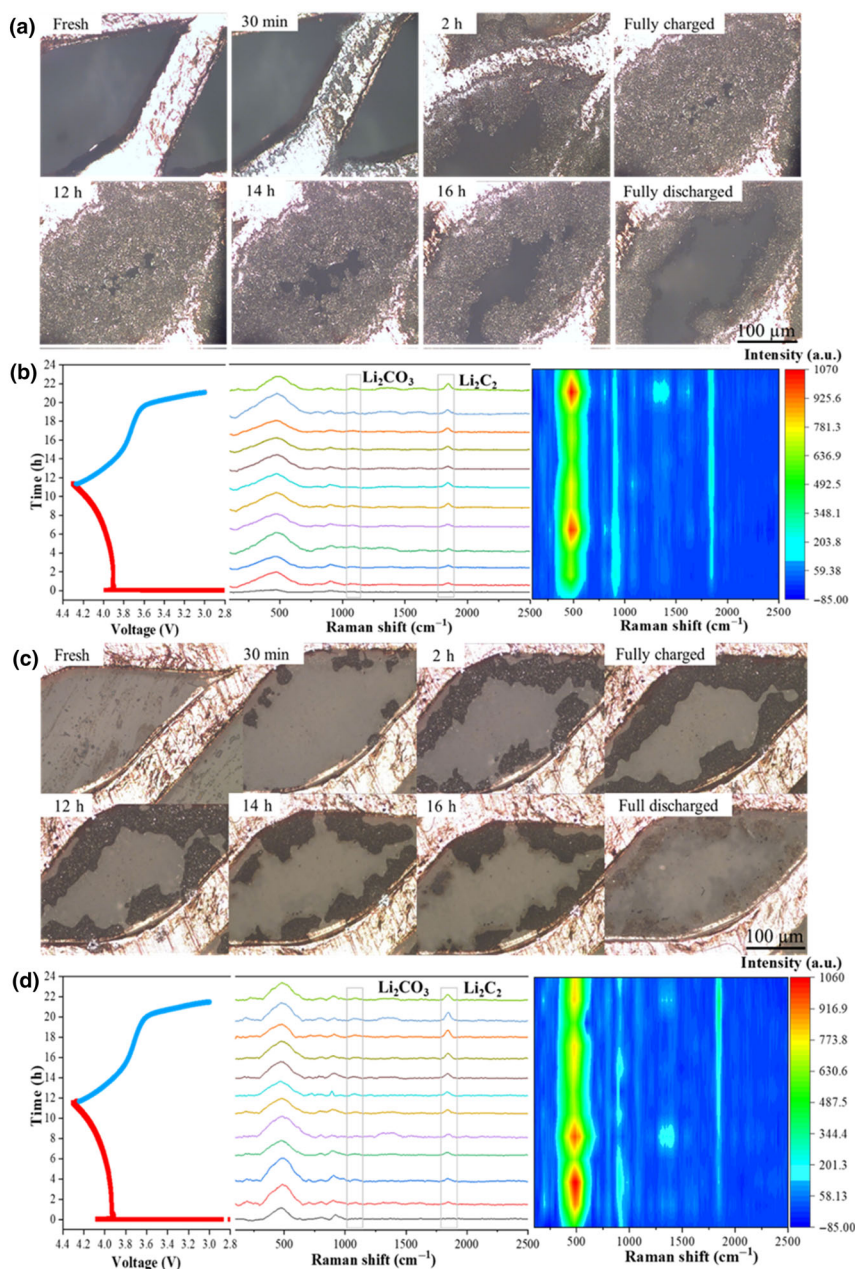 (a)
Fresh
30 min
2 h
Fully charged
12 h
14 h
16 h
Fully discharged
100 μm
(b)
Time (h)
24
22
20
18
16
14
12
10
8
6
4
2
0
4.4 4.2 4.0 3.8 3.6 3.4 3.2 3.0 2.8
Voltage (V)
Li₂CO₃
Li₂C₂
500 1000 1500 2000 2500
Raman shift (cm⁻¹)
500 1000 1500 2000 2500
Raman shift (cm⁻¹)
Intensity (a.u.)
1070
925.6
781.3
636.9
492.5
348.1
203.8
59.38
−85.00
(c)
Fresh
30 min
2 h
Fully charged
12 h
14 h
16 h
Full discharged
100 μm
(d)
Time (h)
24
22
20
18
16
14
12
10
8
6
4
2
0
4.4 4.2 4.0 3.8 3.6 3.4 3.2 3.0 2.8
Voltage (V)
Li₂CO₃
Li₂C₂
500 1000 1500 2000 2500
Raman shift (cm⁻¹)
500 1000 1500 2000 2500
Raman shift (cm⁻¹)
Intensity (a.u.)
1060
916.9
773.8
630.6
487.5
344.4
201.3
58.13
−85.00